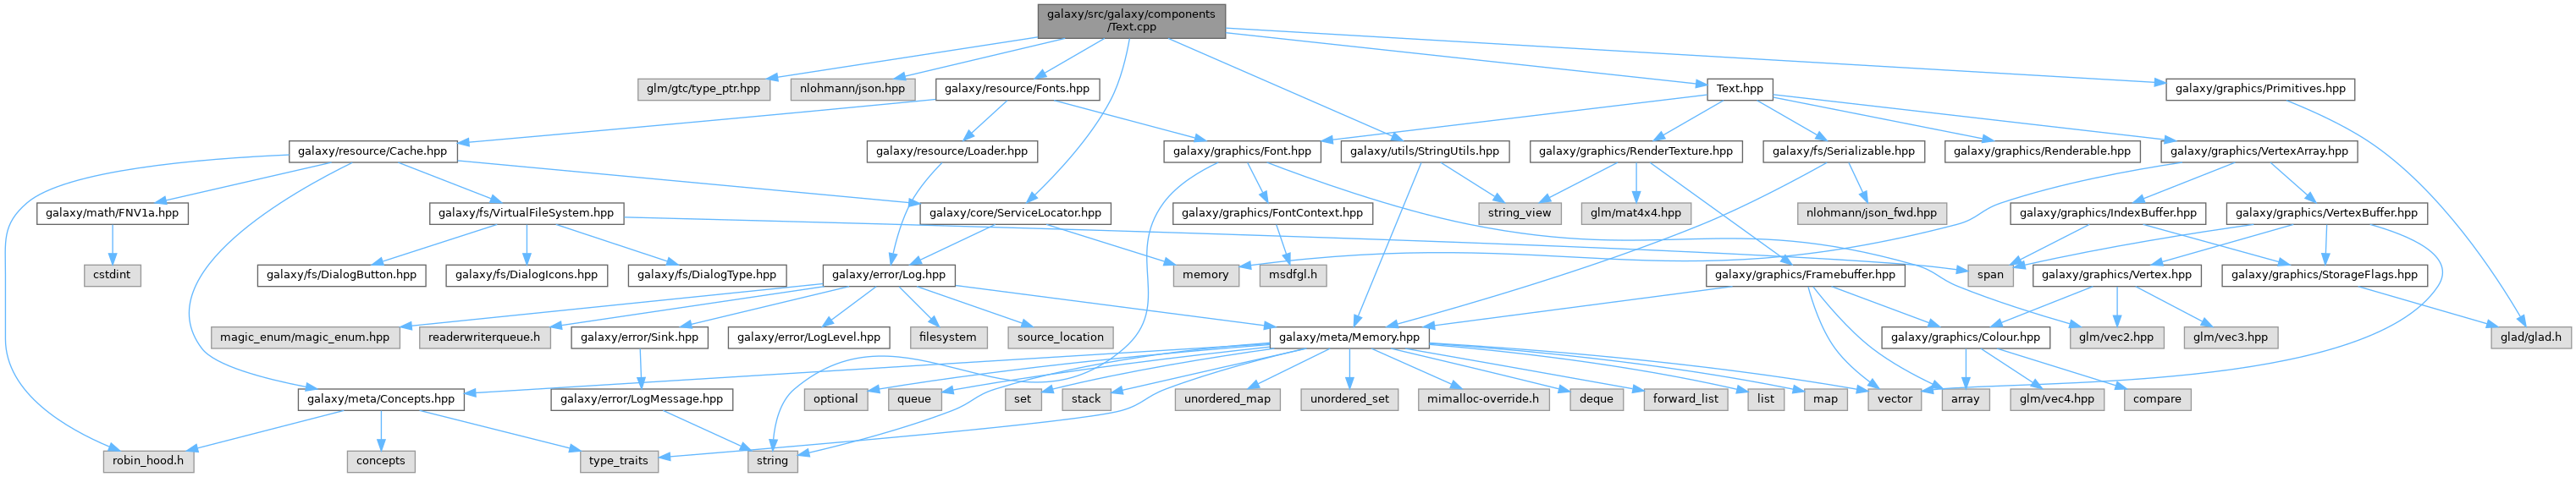 galaxy/src/galaxy/components
/Text.cpp
glm/gtc/type_ptr.hpp
nlohmann/json.hpp
galaxy/resource/Fonts.hpp
Text.hpp
galaxy/graphics/Primitives.hpp
galaxy/resource/Cache.hpp
galaxy/resource/Loader.hpp
galaxy/graphics/Font.hpp
galaxy/utils/StringUtils.hpp
galaxy/graphics/RenderTexture.hpp
galaxy/fs/Serializable.hpp
galaxy/graphics/Renderable.hpp
galaxy/graphics/VertexArray.hpp
galaxy/math/FNV1a.hpp
galaxy/fs/VirtualFileSystem.hpp
galaxy/core/ServiceLocator.hpp
galaxy/graphics/FontContext.hpp
string_view
glm/mat4x4.hpp
nlohmann/json_fwd.hpp
galaxy/graphics/IndexBuffer.hpp
galaxy/graphics/VertexBuffer.hpp
cstdint
galaxy/fs/DialogButton.hpp
galaxy/fs/DialogIcons.hpp
galaxy/fs/DialogType.hpp
galaxy/error/Log.hpp
memory
msdfgl.h
galaxy/graphics/Framebuffer.hpp
span
galaxy/graphics/Vertex.hpp
galaxy/graphics/StorageFlags.hpp
magic_enum/magic_enum.hpp
readerwriterqueue.h
galaxy/error/Sink.hpp
galaxy/error/LogLevel.hpp
filesystem
source_location
galaxy/meta/Memory.hpp
galaxy/graphics/Colour.hpp
glm/vec2.hpp
glm/vec3.hpp
glad/glad.h
galaxy/meta/Concepts.hpp
galaxy/error/LogMessage.hpp
optional
queue
set
stack
unordered_map
unordered_set
mimalloc-override.h
deque
forward_list
list
map
vector
array
glm/vec4.hpp
compare
robin_hood.h
concepts
type_traits
string